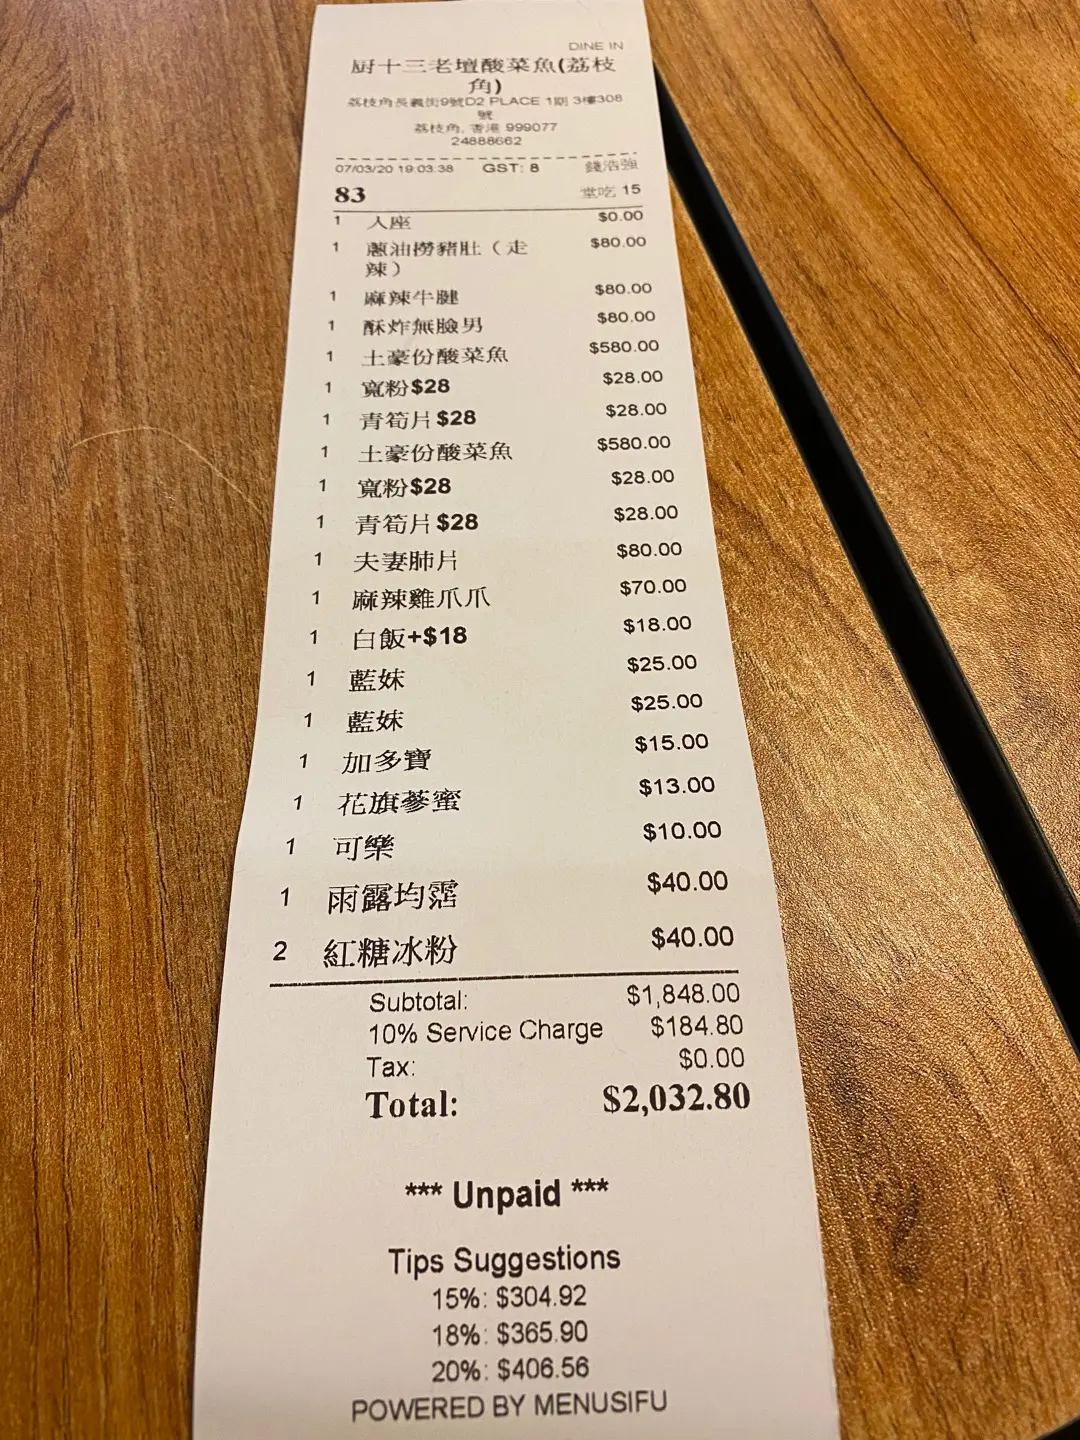 DINE IN
厨十三老壇酸菜魚(荔枝
角)
荔枝角長義街9號D2 PLACE 1期 3樓308
號
荔枝角, 香港 999077
24888662
07/03/20 19:03:38 GST: 8 錢浩強
83 堂吃 15
1 入座 $0.00
1 蔥油撈豬肚（走 $80.00
辣）
1 麻辣牛腱 $80.00
1 酥炸無臉男 $80.00
1 土豪份酸菜魚 $580.00
1 寬粉$28 $28.00
1 青筍片$28 $28.00
1 土豪份酸菜魚 $580.00
1 寬粉$28 $28.00
1 青筍片$28 $28.00
1 夫妻肺片 $80.00
1 麻辣雞爪爪 $70.00
1 白飯+$18 $18.00
1 藍妹 $25.00
1 藍妹 $25.00
1 加多寶 $15.00
1 花旗蔘蜜 $13.00
1 可樂 $10.00
1 雨露均霑 $40.00
2 紅糖冰粉 $40.00
Subtotal: $1,848.00
10% Service Charge $184.80
Tax: $0.00
Total: $2,032.80
*** Unpaid ***
Tips Suggestions
15%: $304.92
18%: $365.90
20%: $406.56
POWERED BY MENUSIFU